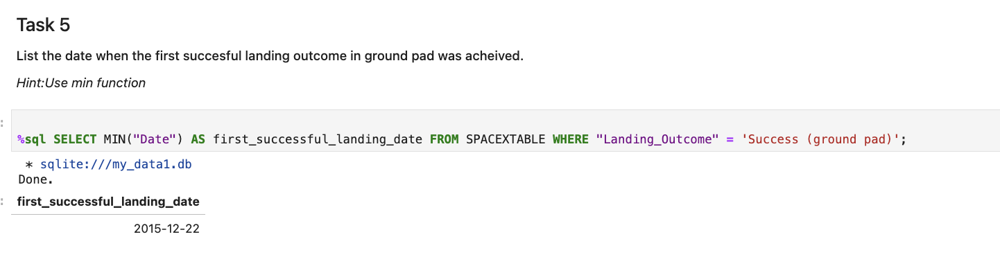 Task 5
List the date when the first succesful landing outcome in ground pad was acheived.
Hint:Use min function
:
%sql SELECT MIN("Date") AS first_successful_landing_date FROM SPACEXTABLE WHERE "Landing_Outcome" = 'Success (ground pad)';
* sqlite:///my_data1.db
Done.
: first_successful_landing_date
2015-12-22